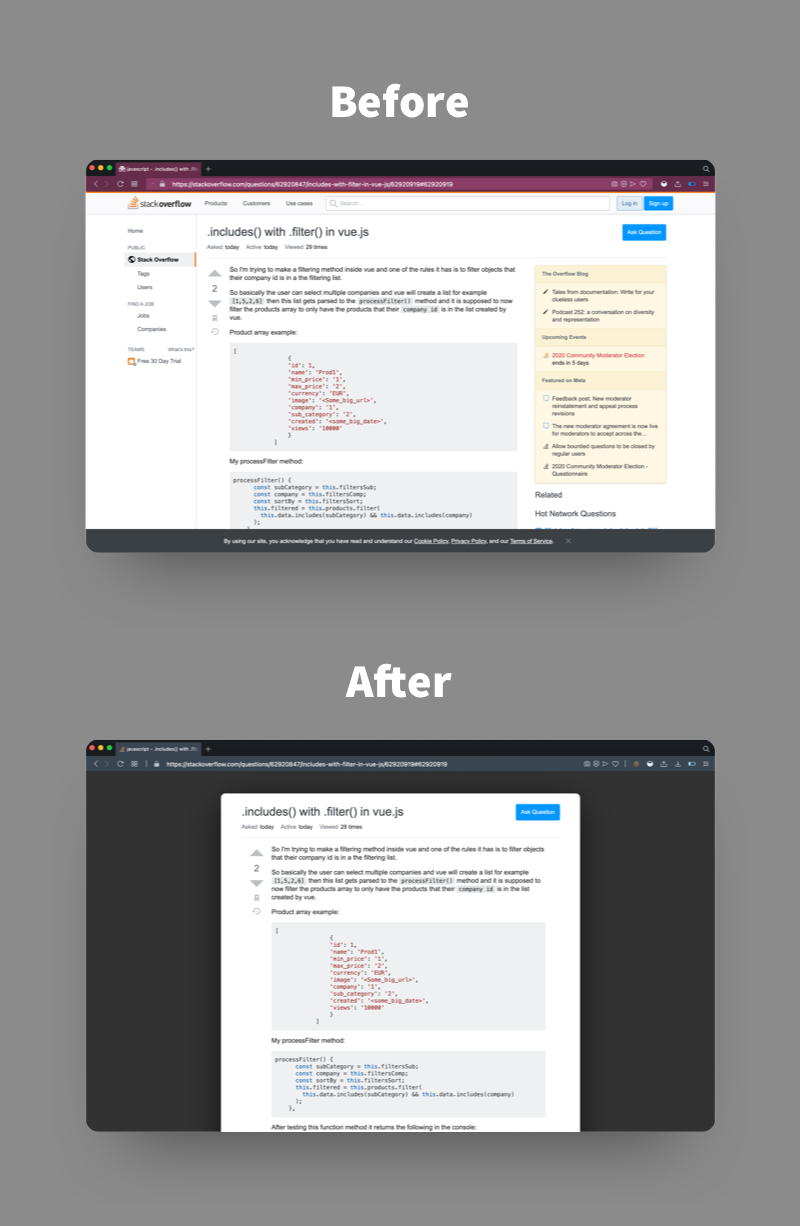 Before
javascript - .includes() with .filt
https://stackoverflow.com/questions/62920847/includes-with-filter-in-vue-js/62920919#62920919
stackoverflow Products Customers Use cases Search… Log in Sign up
Home
PUBLIC
Stack Overflow
Tags
Users
FIND A JOB
Jobs
Companies
TEAMS What's this?
Free 30 Day Trial
.includes() with .filter() in vue.js
Ask Question
Asked today Active today Viewed 29 times
2
So I'm trying to make a filtering method inside vue and one of the rules it has is to filter objects
that their company id is in a the filtering list.
So basically the user can select multiple companies and vue will create a list for example
[1,5,2,6] then this list gets parsed to the processFilter() method and it is supposed to now
filter the products array to only have the products that their company id is in the list created by
vue.
Product array example:
[
{
"id": 1,
"name": "Prod1",
"min_price": "1",
"max_price": "2",
"currency": "EUR",
"image": "<Some_big_url>",
"company": "1",
"sub_category": "2",
"created": "<some_big_date>",
"views": "10000"
}
]
My processFilter method:
processFilter() {
const subCategory = this.filtersSub;
const company = this.filtersComp;
const sortBy = this.filtersSort;
this.filtered = this.products.filter(
this.data.includes(subCategory) && this.data.includes(company)
);
The Overflow Blog
Tales from documentation: Write for your
clueless users
Podcast 252: a conversation on diversity
and representation
Upcoming Events
2020 Community Moderator Election
ends in 5 days
Featured on Meta
Feedback post: New moderator
reinstatement and appeal process
revisions
The new moderator agreement is now live
for moderators to accept across the…
Allow bountied questions to be closed by
regular users
2020 Community Moderator Election -
Questionnaire
Related
Hot Network Questions
By using our site, you acknowledge that you have read and understand our Cookie Policy, Privacy Policy, and our Terms of Service.
After
javascript - .includes() with .filt
https://stackoverflow.com/questions/62920847/includes-with-filter-in-vue-js/62920919#62920919
.includes() with .filter() in vue.js
Ask Question
Asked today Active today Viewed 28 times
2
So I'm trying to make a filtering method inside vue and one of the rules it has is to filter objects
that their company id is in a the filtering list.
So basically the user can select multiple companies and vue will create a list for example
[1,5,2,6] then this list gets parsed to the processFilter() method and it is supposed to
now filter the products array to only have the products that their company id is in the list
created by vue.
Product array example:
[
{
"id": 1,
"name": "Prod1",
"min_price": "1",
"max_price": "2",
"currency": "EUR",
"image": "<Some_big_url>",
"company": "1",
"sub_category": "2",
"created": "<some_big_date>",
"views": "10000"
}
]
My processFilter method:
processFilter() {
const subCategory = this.filtersSub;
const company = this.filtersComp;
const sortBy = this.filtersSort;
this.filtered = this.products.filter(
this.data.includes(subCategory) && this.data.includes(company)
);
},
After testing this function method it returns the following in the console: